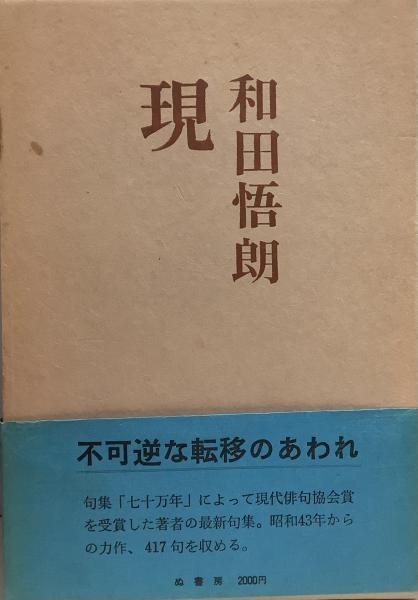 和田悟朗
現
不可逆な転移のあわれ
句集「七十万年」によって現代俳句協会賞
を受賞した著者の最新句集。昭和43年から
の力作、417句を収める。
ぬ書房 2000円